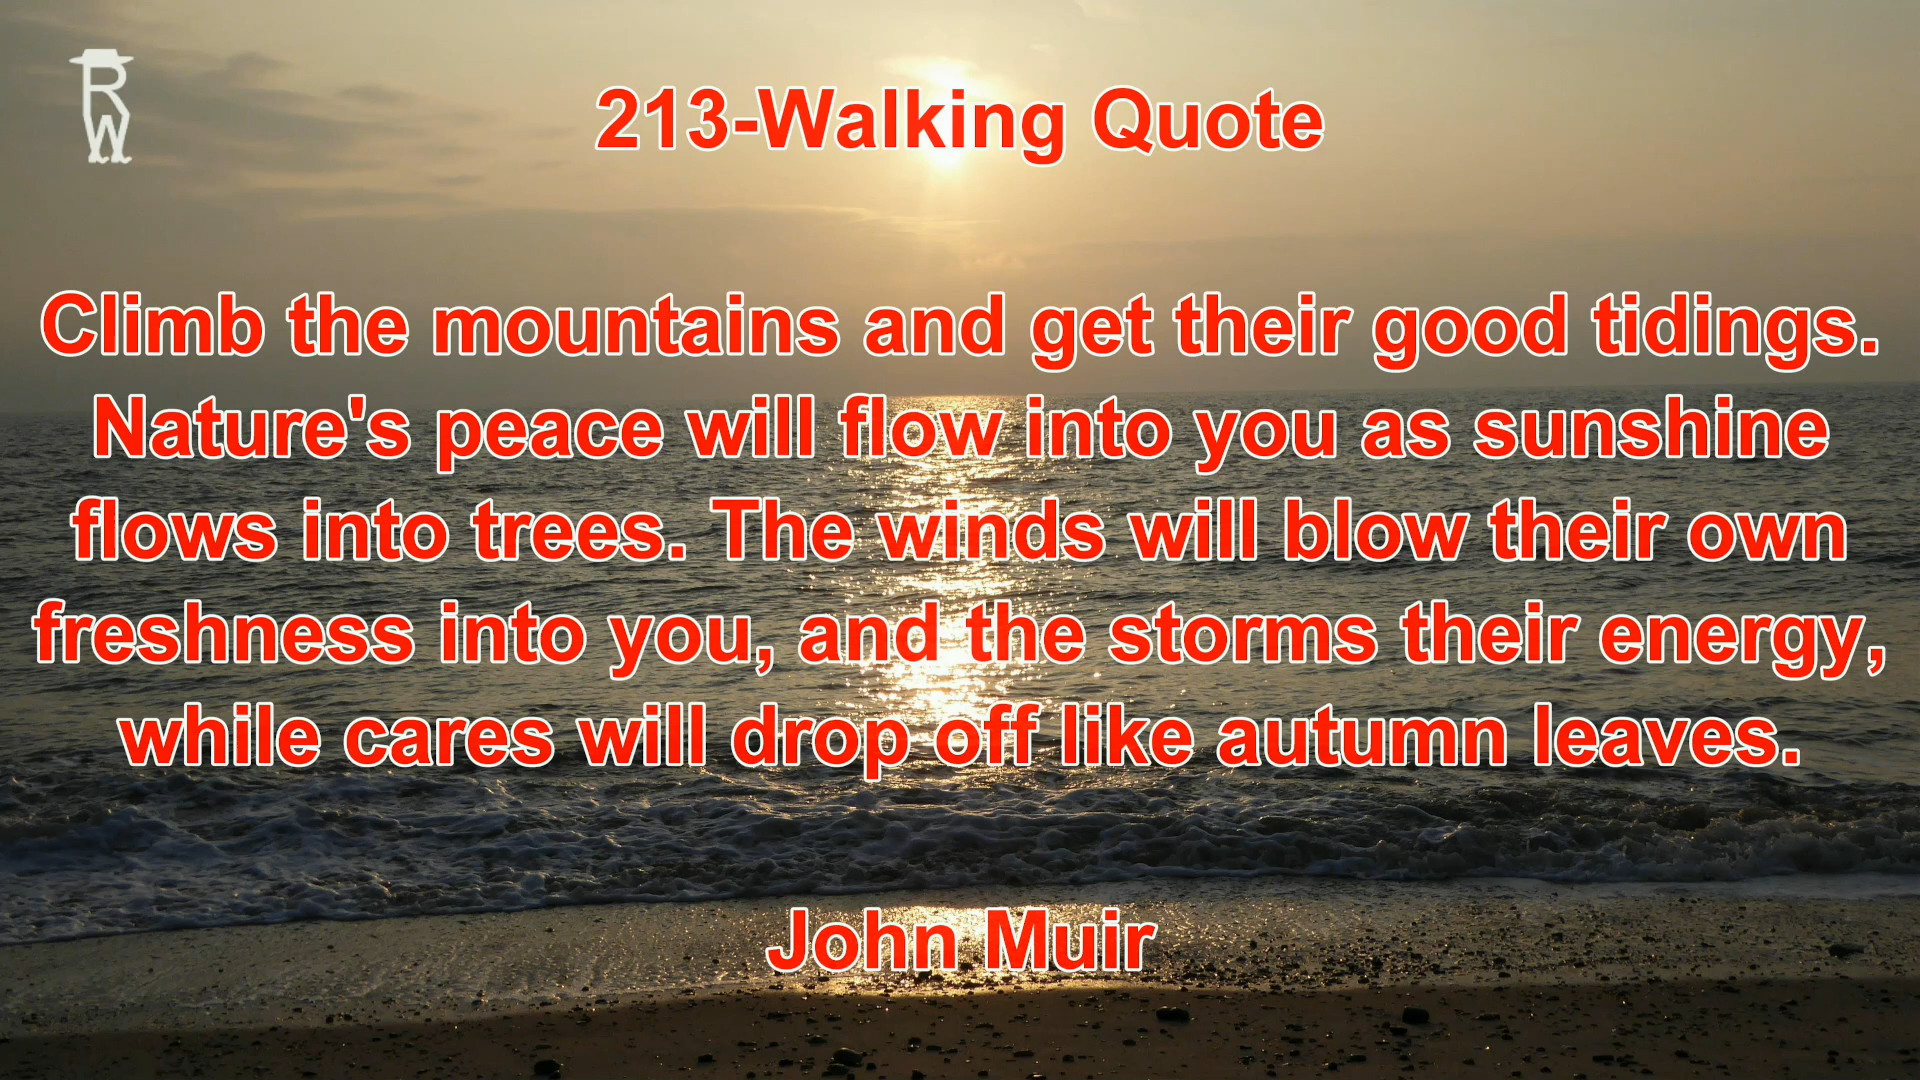 RW
213-Walking Quote
Climb the mountains and get their good tidings.
Nature's peace will flow into you as sunshine
flows into trees. The winds will blow their own
freshness into you, and the storms their energy,
while cares will drop off like autumn leaves.
John Muir